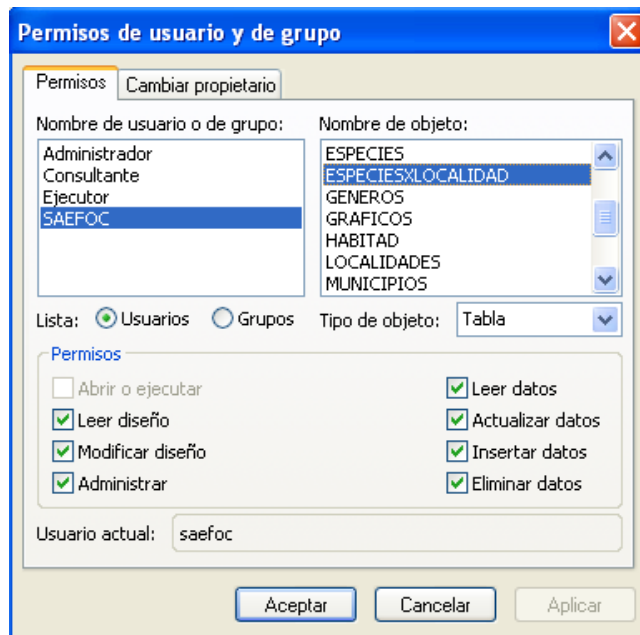 Permisos de usuario y de grupo
Permisos
Cambiar propietario
Nombre de usuario o de grupo:
Administrador
Consultante
Ejecutor
SAEFOC
Nombre de objeto:
ESPECIES
ESPECIESXLOCALIDAD
GENEROS
GRAFICOS
HABITAD
LOCALIDADES
MUNICIPIOS
Lista: Usuarios Grupos
Tipo de objeto: Tabla
Permisos
Abrir o ejecutar
Leer diseño
Modificar diseño
Administrar
Leer datos
Actualizar datos
Insertar datos
Eliminar datos
Usuario actual: saefoc
Aceptar
Cancelar
Aplicar